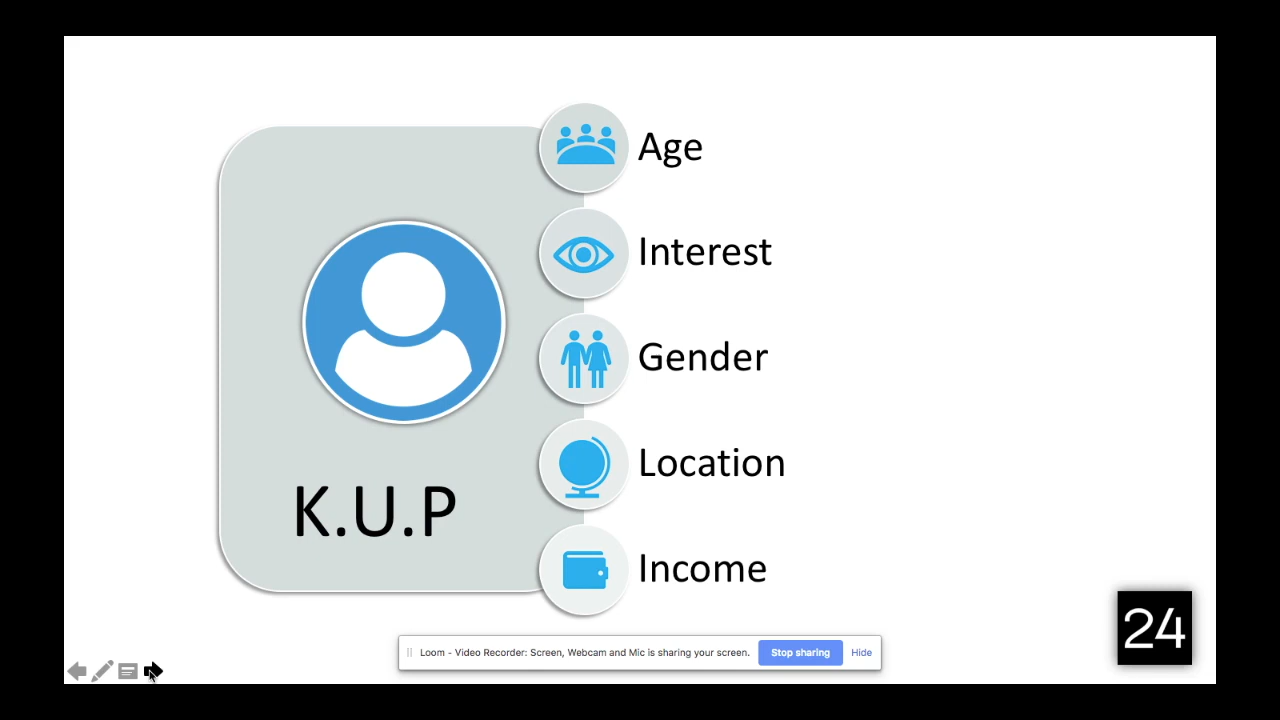 Age
Interest
Gender
Location
Income
K.U.P
24
Loom - Video Recorder: Screen, Webcam and Mic is sharing your screen. Stop sharing Hide